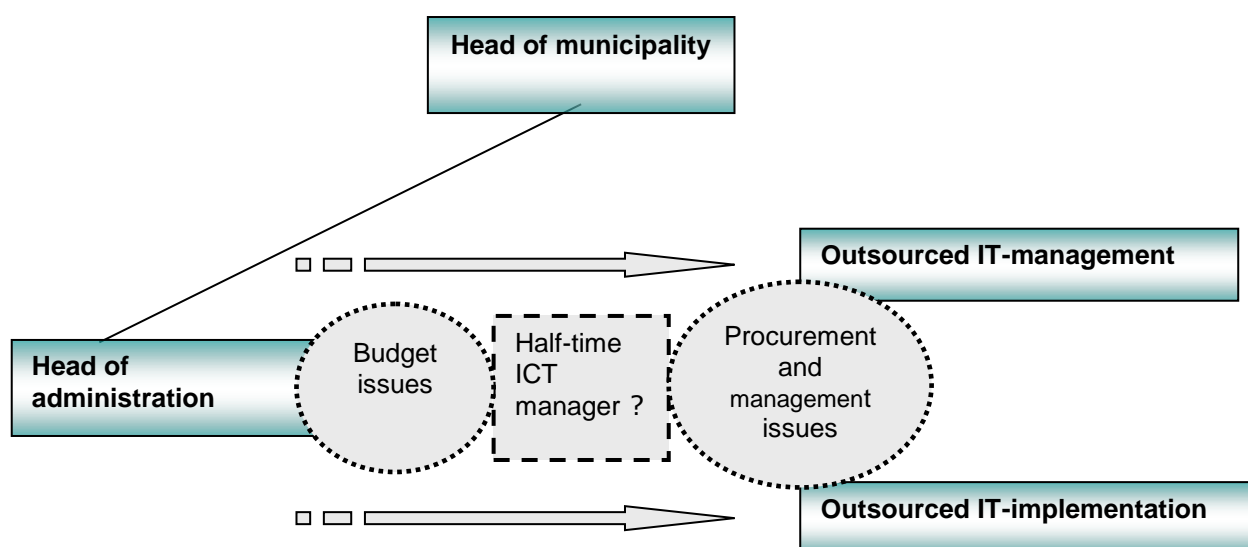 Head of municipality
Outsourced IT-management
Head of
administration
Budget
issues
Half-time
ICT
manager ?
Procurement
and
management
issues
Outsourced IT-implementation